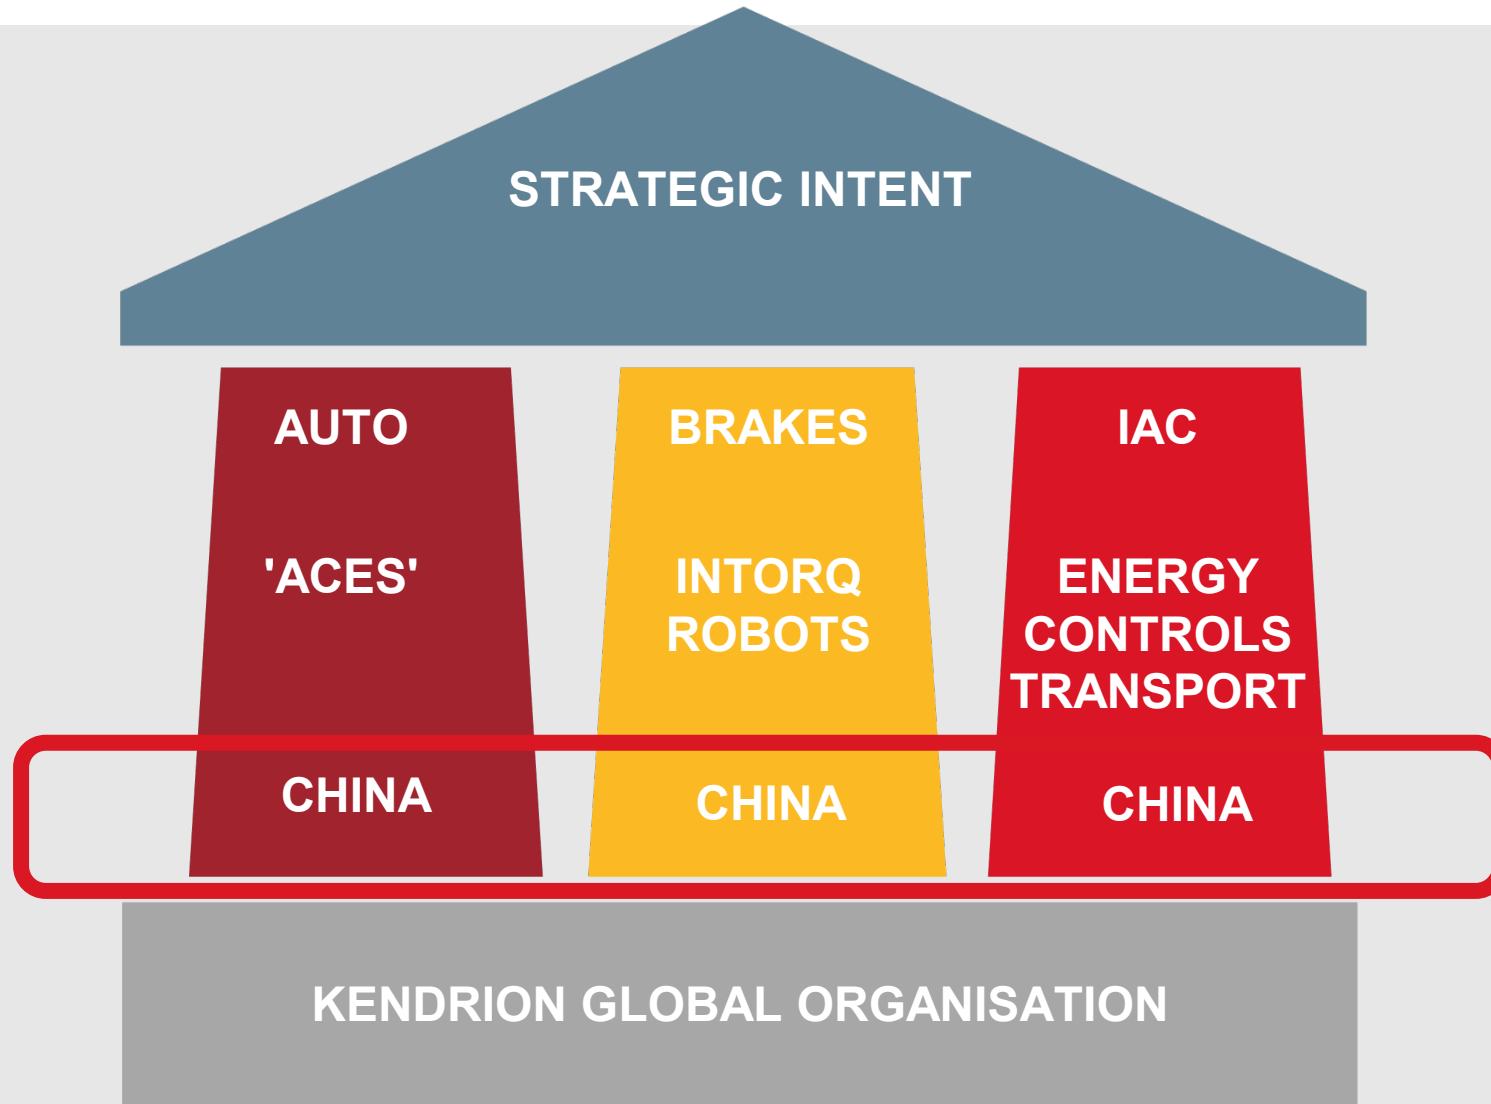 STRATEGIC INTENT
AUTO
'ACES'
CHINA
BRAKES
INTORQ
ROBOTS
CHINA
IAC
ENERGY
CONTROLS
TRANSPORT
CHINA
KENDRION GLOBAL ORGANISATION